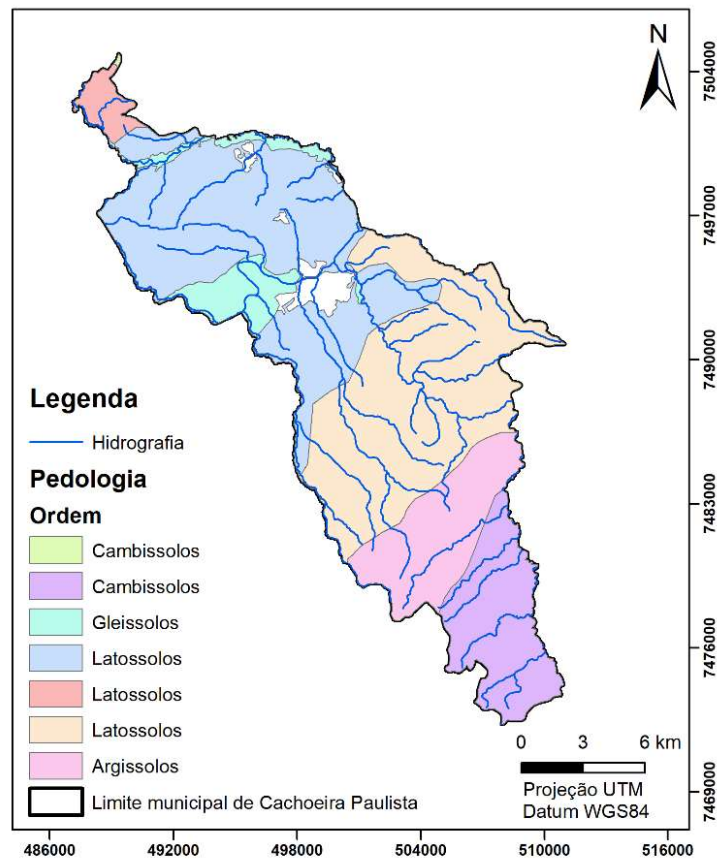 N
7504000
7497000
7490000
7483000
7476000
7469000
Legenda
Hidrografia
Pedologia
Ordem
Cambissolos
Cambissolos
Gleissolos
Latossolos
Latossolos
Latossolos
Argissolos
Limite municipal de Cachoeira Paulista
0 3 6 km
Projeção UTM
Datum WGS84
486000 492000 498000 504000 510000 516000